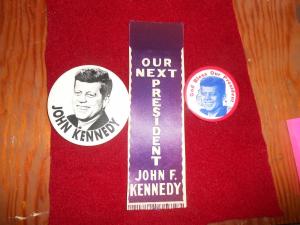 JOHN KENNEDY
OUR
NEXT
PRESIDENT
JOHN F.
KENNEDY
God Bless Our President